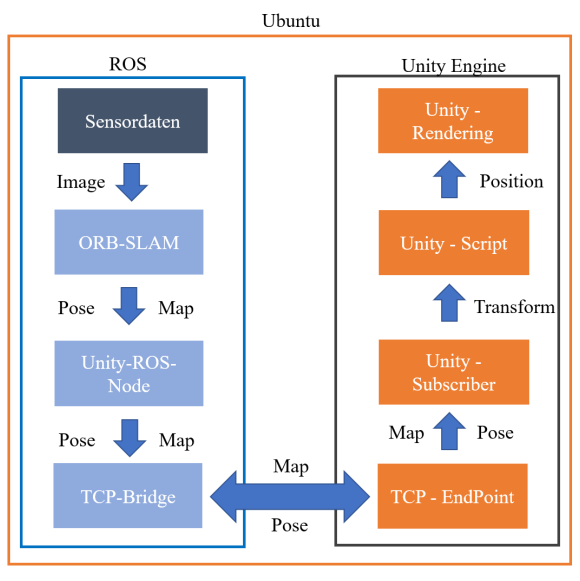 Ubuntu
ROS
Sensordaten
Image
ORB-SLAM
Pose Map
Unity-ROS-
Node
Pose Map
TCP-Bridge
Map
Pose
Unity Engine
Unity -
Rendering
Position
Unity - Script
Transform
Unity -
Subscriber
Map Pose
TCP - EndPoint